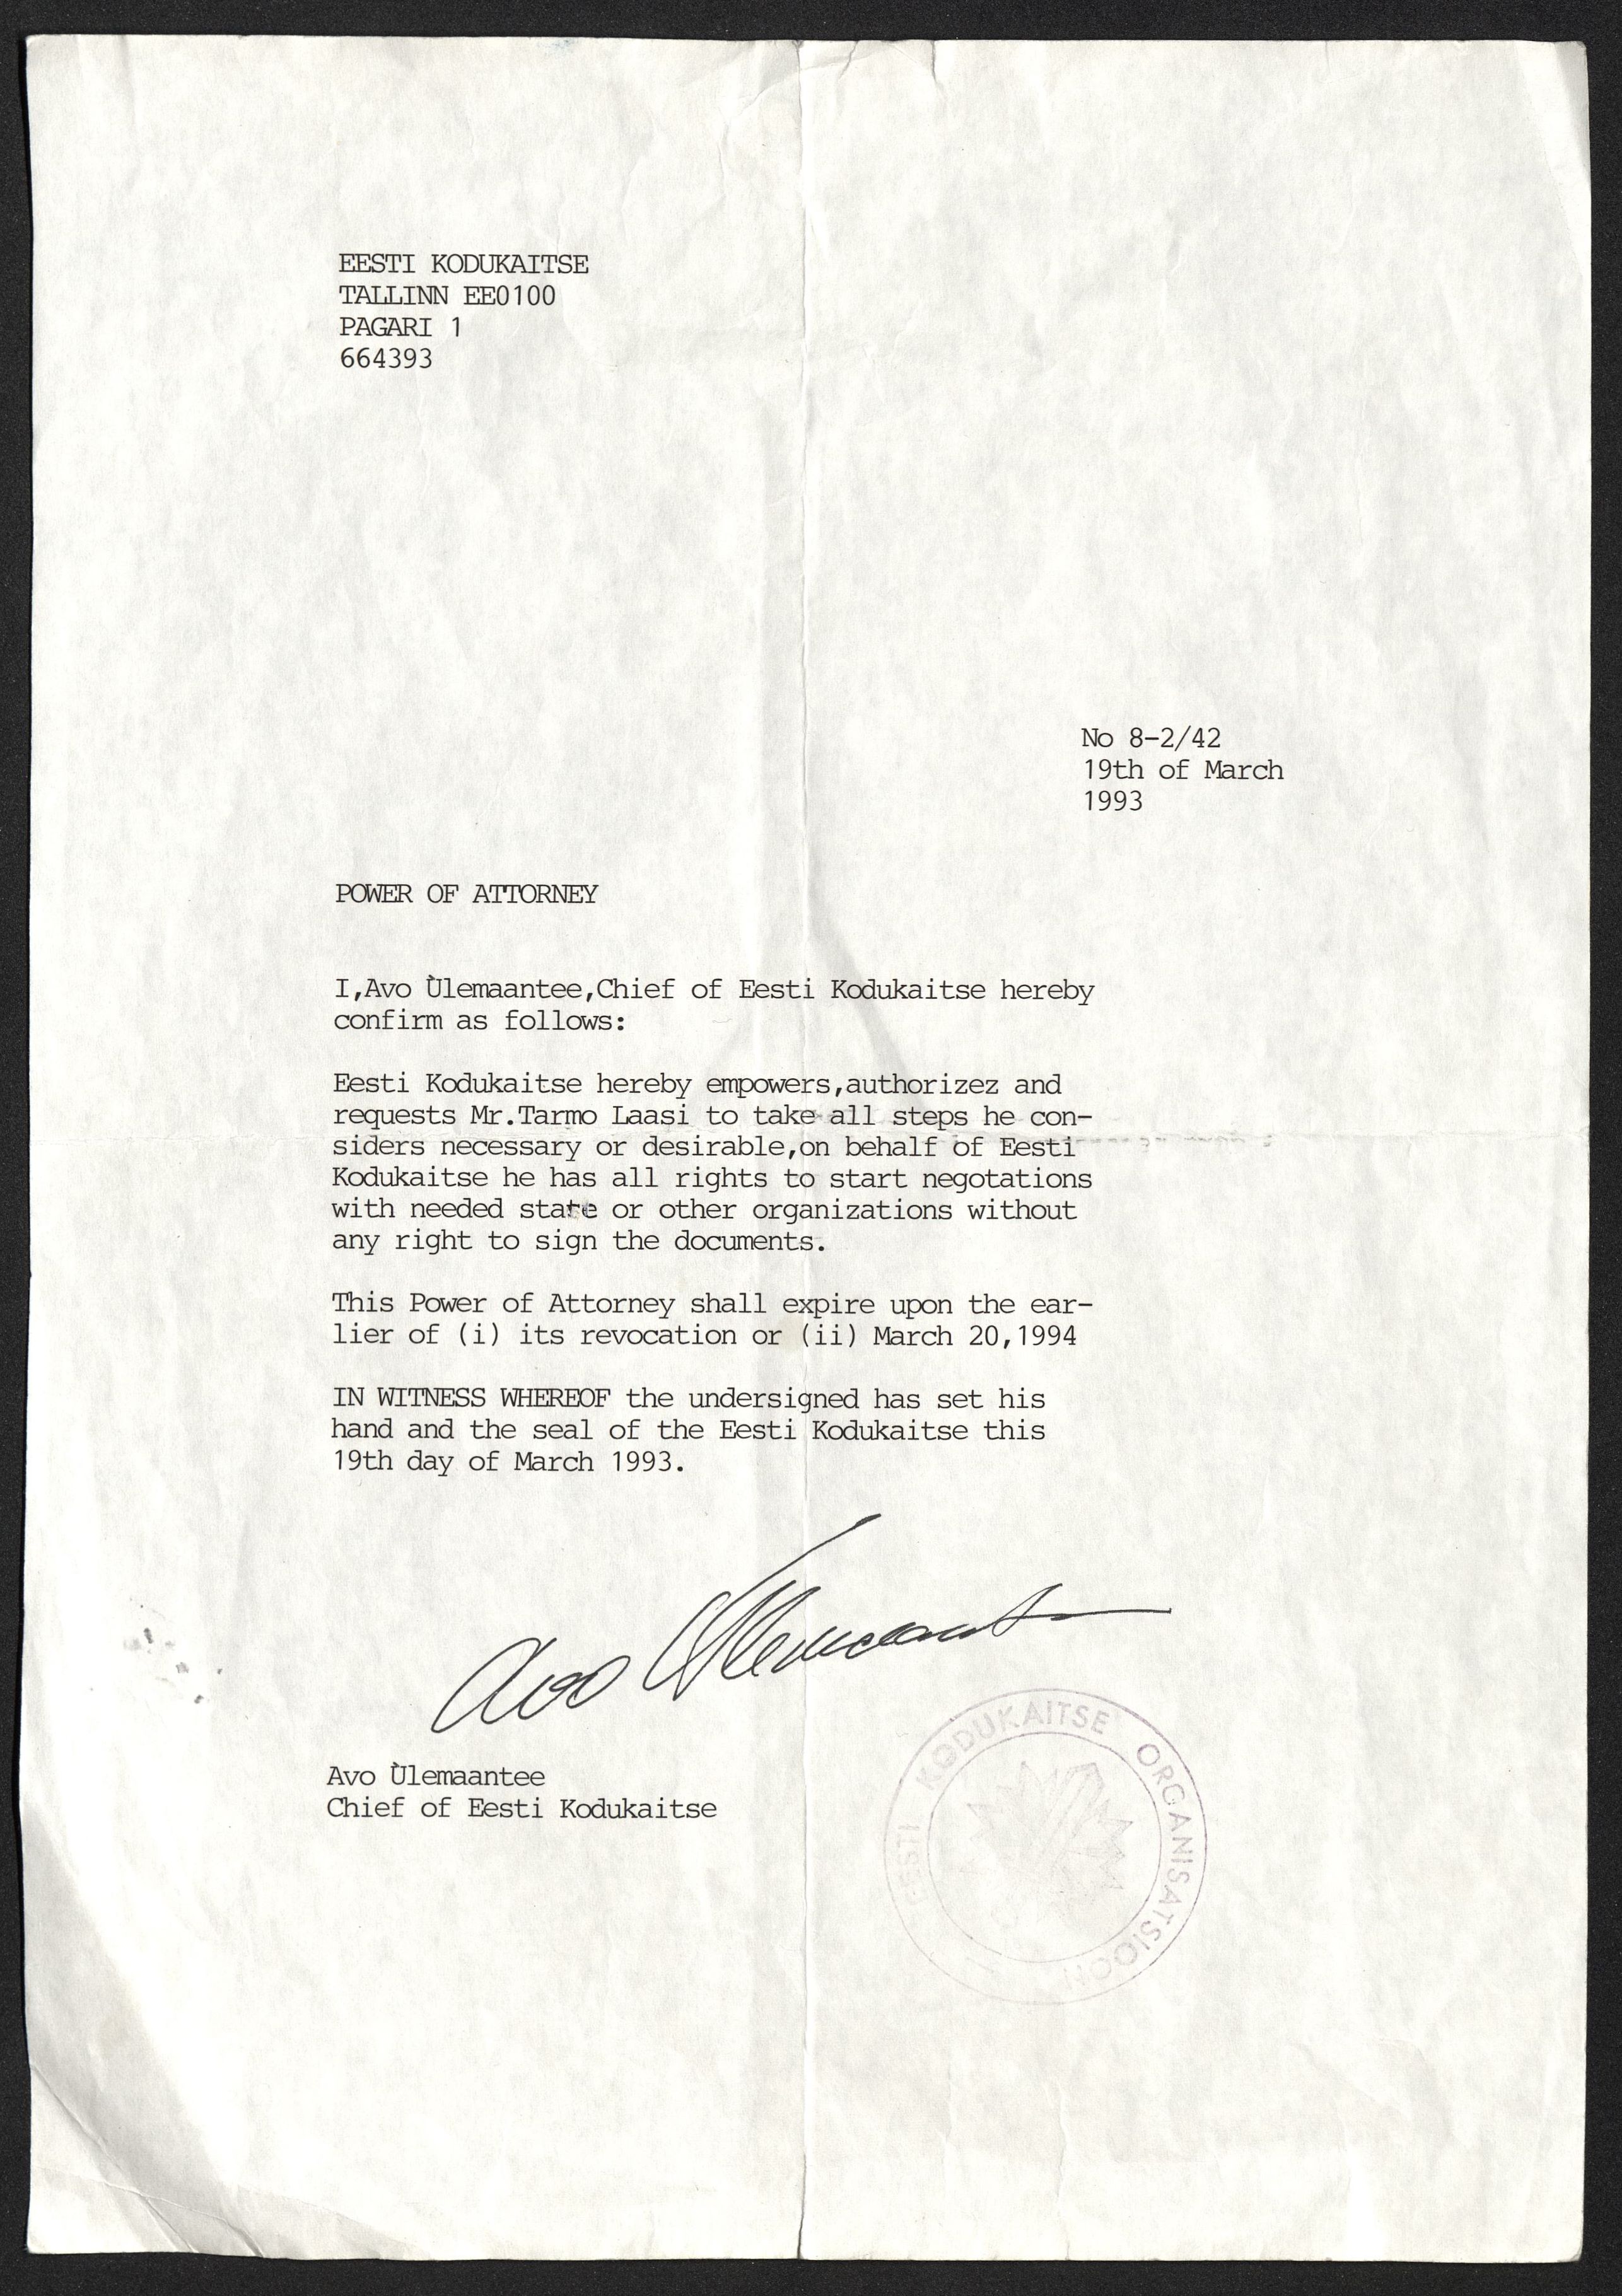 EESTI KODUKAITSE
TALLINN EE0100
PAGARI 1
664393
No 8-2/42
19th of March
1993
POWER OF ATTORNEY
I,Avo Ùlemaantee,Chief of Eesti Kodukaitse hereby
confirm as follows:
Eesti Kodukaitse hereby empowers,authorizez and
requests Mr.Tarmo Laasi to take all steps he con-
siders necessary or desirable,on behalf of Eesti
Kodukaitse he has all rights to start negotations
with needed state or other organizations without
any right to sign the documents.
This Power of Attorney shall expire upon the ear-
lier of (i) its revocation or (ii) March 20,1994
IN WITNESS WHEREOF the undersigned has set his
hand and the seal of the Eesti Kodukaitse this
19th day of March 1993.
Avo Ülemaante
Avo Ùlemaantee
Chief of Eesti Kodukaitse
EESTI KODUKAITSE ORGANISATSIOON